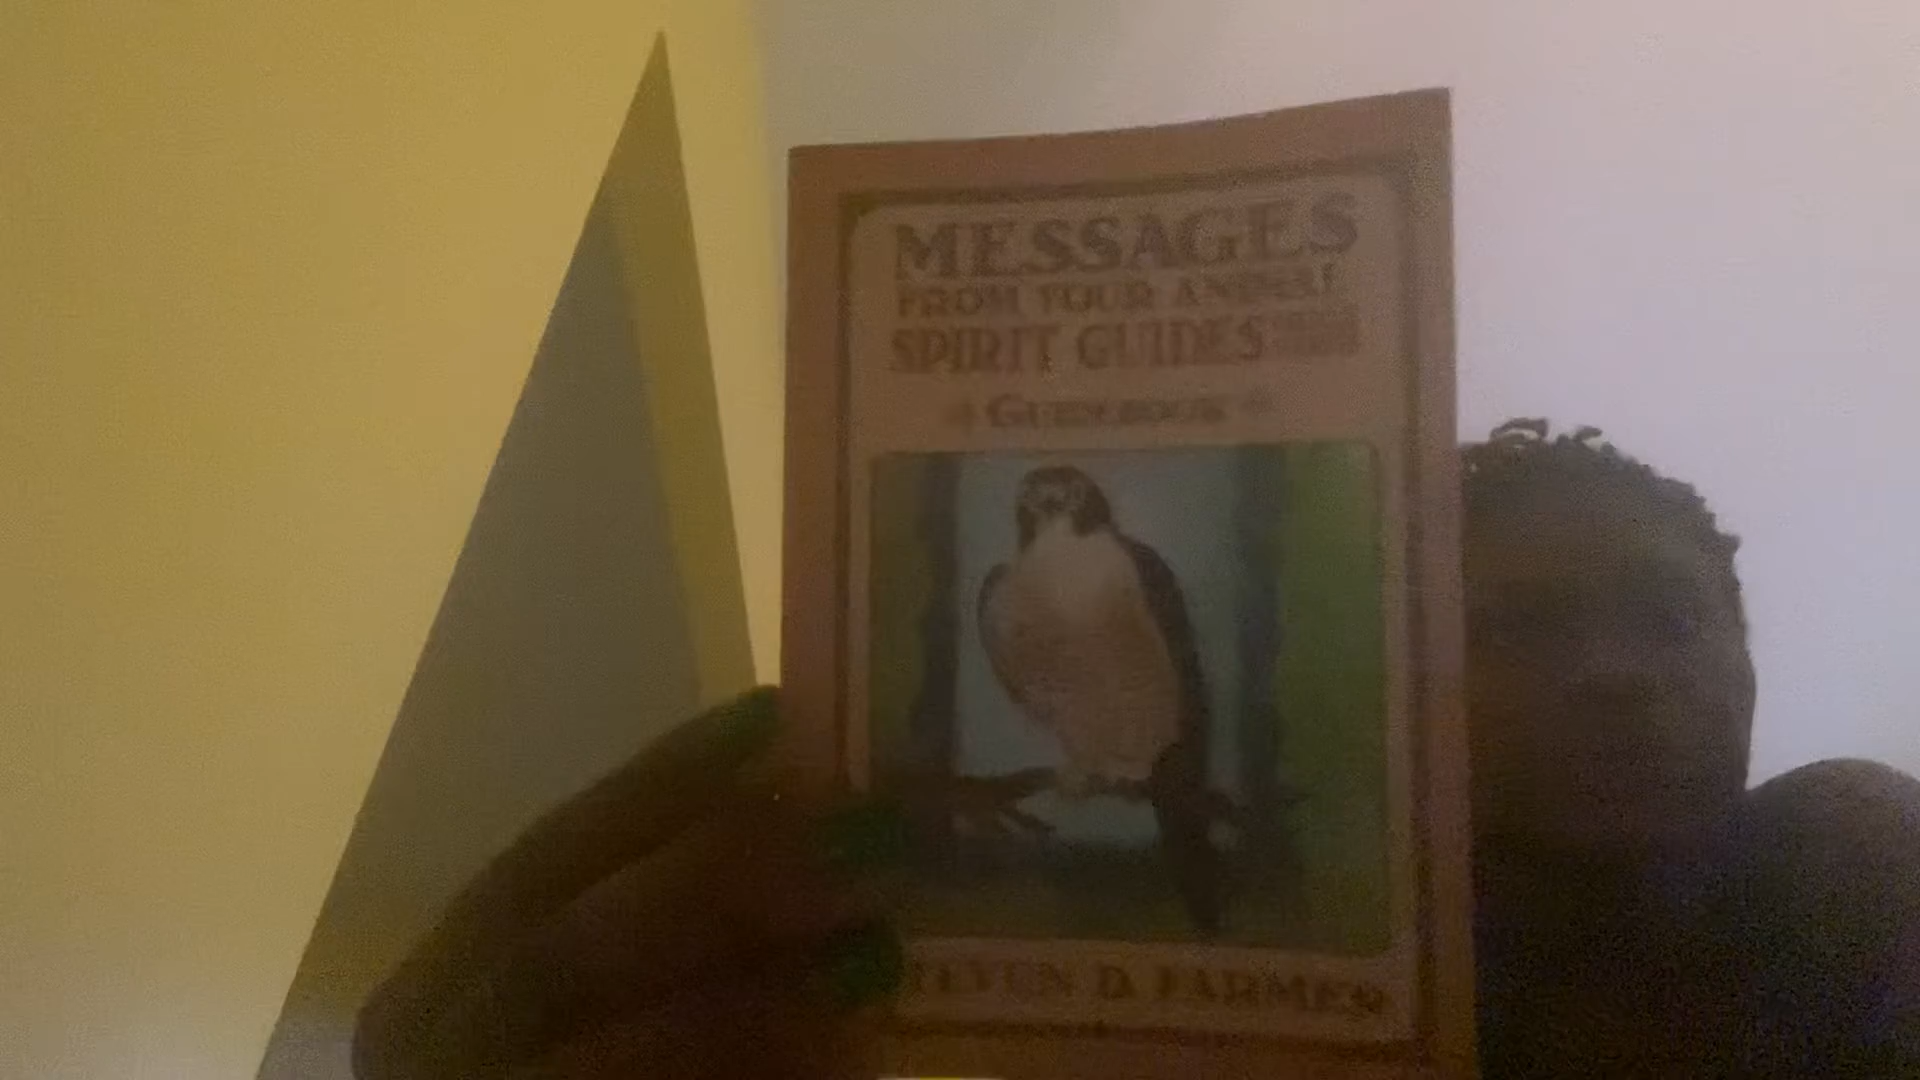 MESSAGES
FROM YOUR ANIMAL
SPIRIT GUIDES
Guidebook
STEVEN D. FARMER